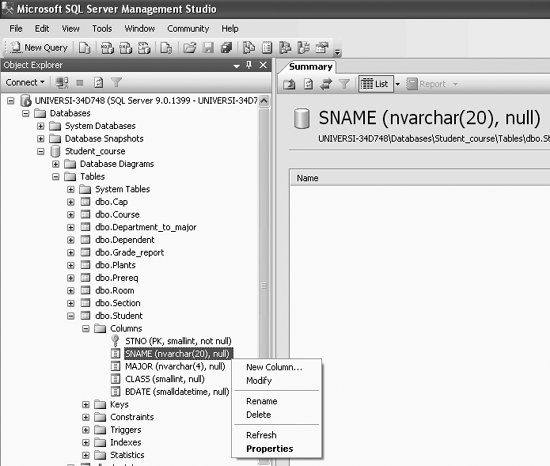 Microsoft SQL Server Management Studio
File Edit View Tools Window Community Help
New Query
Object Explorer
Connect
UNIVERSI-34D748 (SQL Server 9.0.1399 - UNIVERSI-34D7
Databases
System Databases
Database Snapshots
Student_course
Database Diagrams
Tables
System Tables
dbo.Cap
dbo.Course
dbo.Department_to_major
dbo.Dependent
dbo.Grade_report
dbo.Plants
dbo.Prereq
dbo.Room
dbo.Section
dbo.Student
Columns
STNO (PK, smallint, not null)
SNAME (nvarchar(20), null)
MAJOR (nvarchar(4), null)
CLASS (smallint, null)
BDATE (smalldatetime, null)
Keys
Constraints
Triggers
Indexes
Statistics
New Column...
Modify
Rename
Delete
Refresh
Properties
Summary
List Report
SNAME (nvarchar(20), null)
UNIVERSI-34D748\Databases\Student_course\Tables\dbo.St
Name